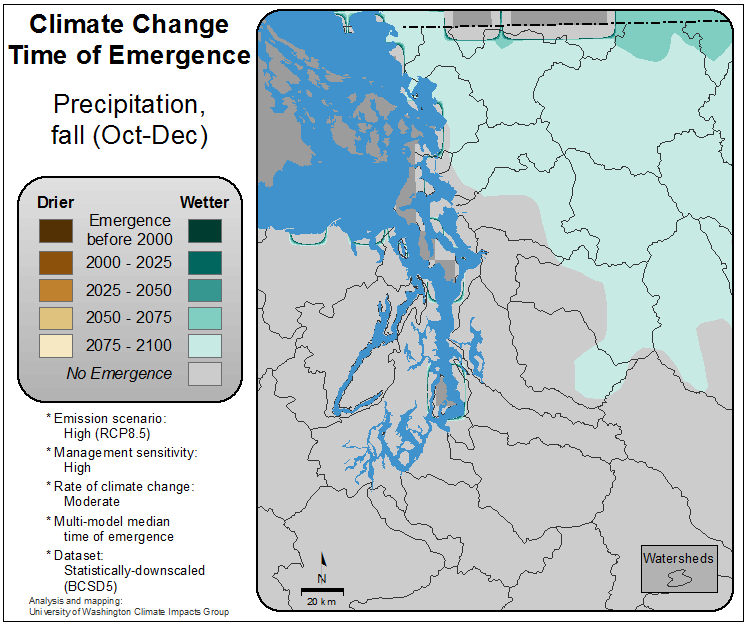 Climate Change
Time of Emergence
Precipitation,
fall (Oct-Dec)
Drier
Wetter
Emergence
before 2000
2000 - 2025
2025 - 2050
2050 - 2075
2075 - 2100
No Emergence
* Emission scenario:
High (RCP8.5)
* Management sensitivity:
High
* Rate of climate change:
Moderate
* Multi-model median
time of emergence
* Dataset:
Statistically-downscaled
(BCSD5)
Analysis and mapping:
University of Washington Climate Impacts Group
N
20 km
Watersheds